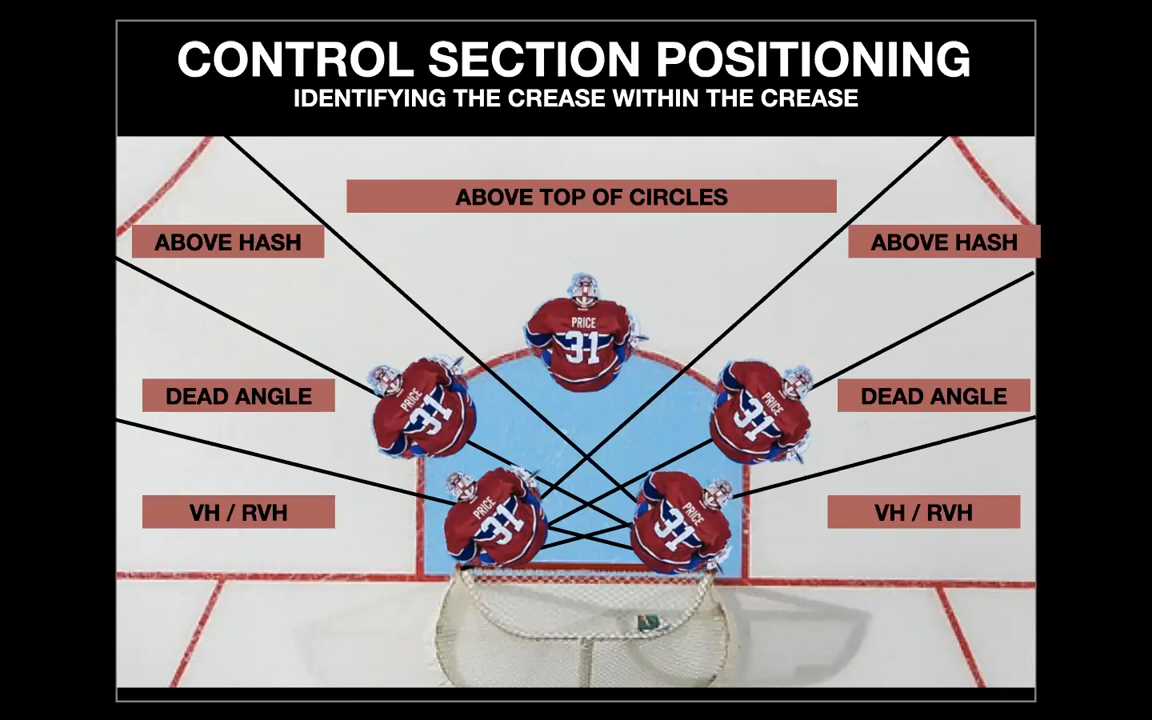 CONTROL SECTION POSITIONING
IDENTIFYING THE CREASE WITHIN THE CREASE
ABOVE TOP OF CIRCLES
ABOVE HASH
ABOVE HASH
PRICE
31
DEAD ANGLE
PRICE
31
PRICE
31
DEAD ANGLE
VH / RVH
PRICE
31
PRICE
31
VH / RVH